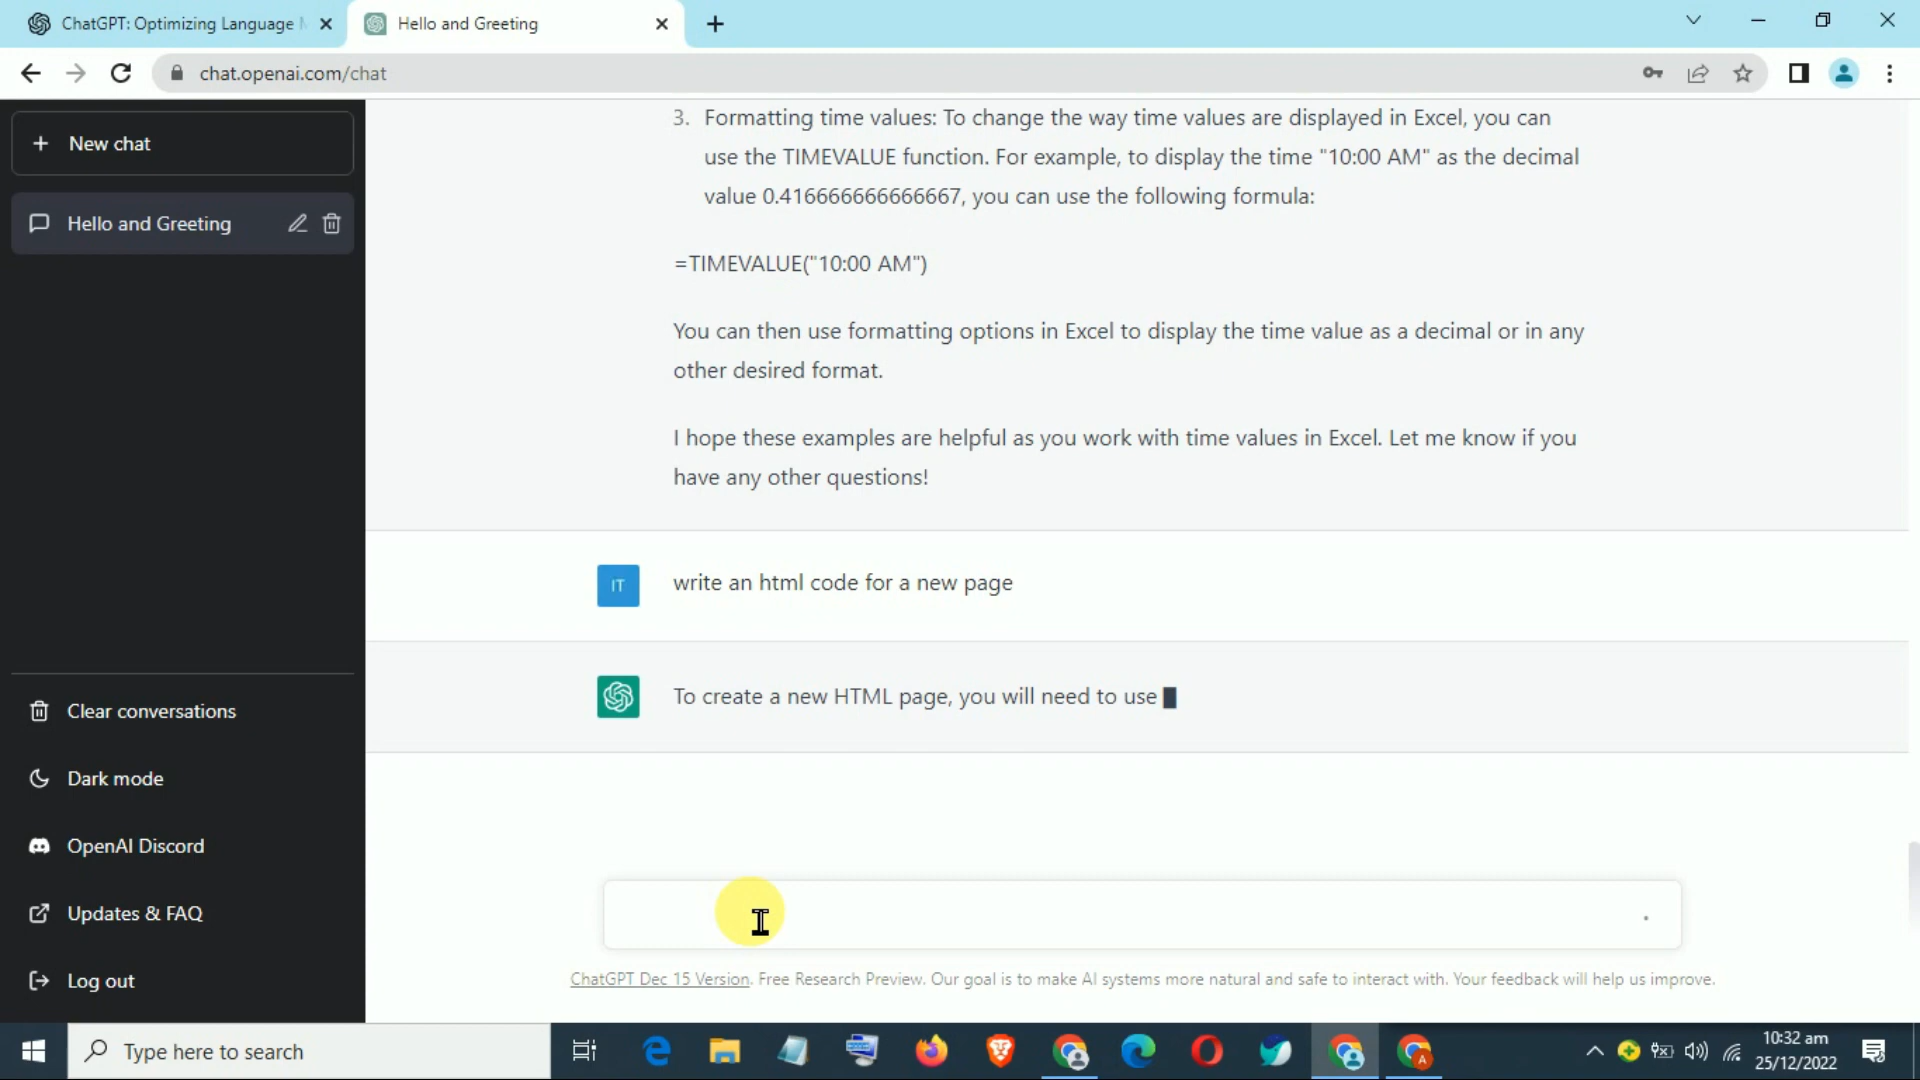 ChatGPT: Optimizing Language
Hello and Greeting
chat.openai.com/chat
New chat
Hello and Greeting
Clear conversations
Dark mode
OpenAI Discord
Updates & FAQ
Log out
3. Formatting time values: To change the way time values are displayed in Excel, you can
use the TIMEVALUE function. For example, to display the time "10:00 AM" as the decimal
value 0.416666666666667, you can use the following formula:
=TIMEVALUE("10:00 AM")
You can then use formatting options in Excel to display the time value as a decimal or in any
other desired format.
I hope these examples are helpful as you work with time values in Excel. Let me know if you
have any other questions!
IT
write an html code for a new page
To create a new HTML page, you will need to use
ChatGPT Dec 15 Version. Free Research Preview. Our goal is to make AI systems more natural and safe to interact with. Your feedback will help us improve.
Type here to search
A
10:32 am
25/12/2022